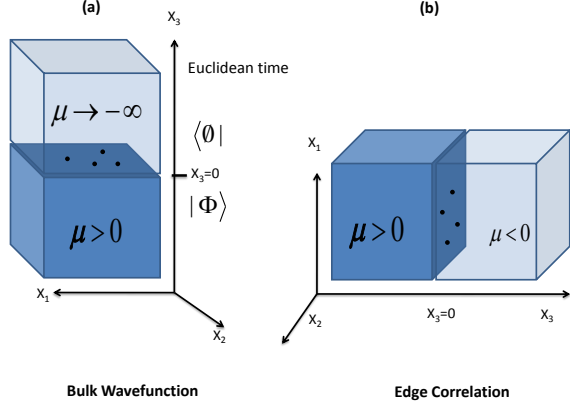 (a)
(b)
X₃
Euclidean time
μ → −∞
⟨∅|
X₃=0
|Φ⟩
μ > 0
X₁
X₂
X₁
μ > 0
μ < 0
X₂
X₃=0
X₃
Bulk Wavefunction
Edge Correlation